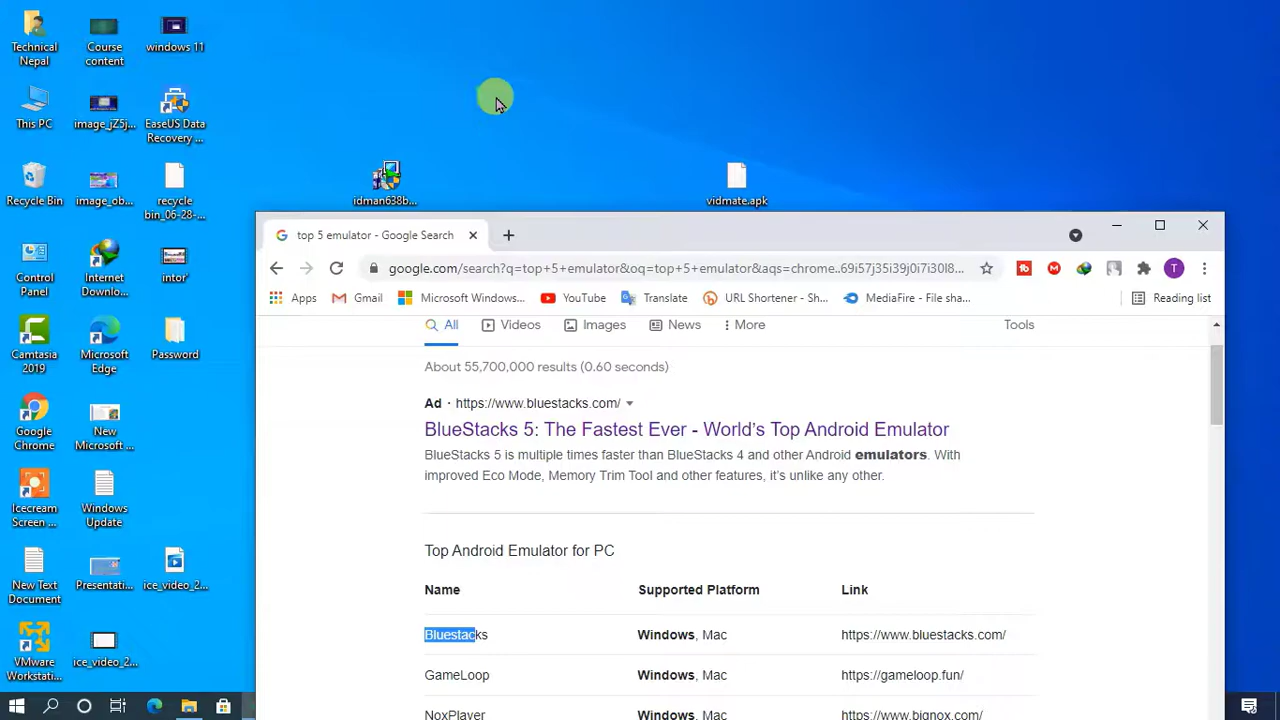 Technical
Nepal
Course
content
windows 11
This PC
image_jZ5j...
EaseUS Data
Recovery ...
Recycle Bin
image_ob...
recycle
bin_06-28-...
idman638b...
vidmate.apk
Control
Panel
Internet
Downlo...
intor'
Camtasia
2019
Microsoft
Edge
Password
Google
Chrome
New
Microsoft ...
Icecream
Screen ...
Windows
Update
New Text
Document
Presentati...
ice_video_2...
VMware
Workstati...
ice_video_2...
top 5 emulator - Google Search
google.com/search?q=top+5+emulator&oq=top+5+emulator&aqs=chrome..69i57j35i39j0i7i30l8...
T
Apps
Gmail
Microsoft Windows...
YouTube
Translate
URL Shortener - Sh...
MediaFire - File sha...
Reading list
All
Videos
Images
News
More
Tools
About 55,700,000 results (0.60 seconds)
Ad · https://www.bluestacks.com/
BlueStacks 5: The Fastest Ever - World's Top Android Emulator
BlueStacks 5 is multiple times faster than BlueStacks 4 and other Android emulators. With
improved Eco Mode, Memory Trim Tool and other features, it's unlike any other.
Top Android Emulator for PC
Name Supported Platform Link
Bluestacks Windows, Mac https://www.bluestacks.com/
GameLoop Windows, Mac https://gameloop.fun/
NoxPlayer Windows, Mac https://www.bignox.com/